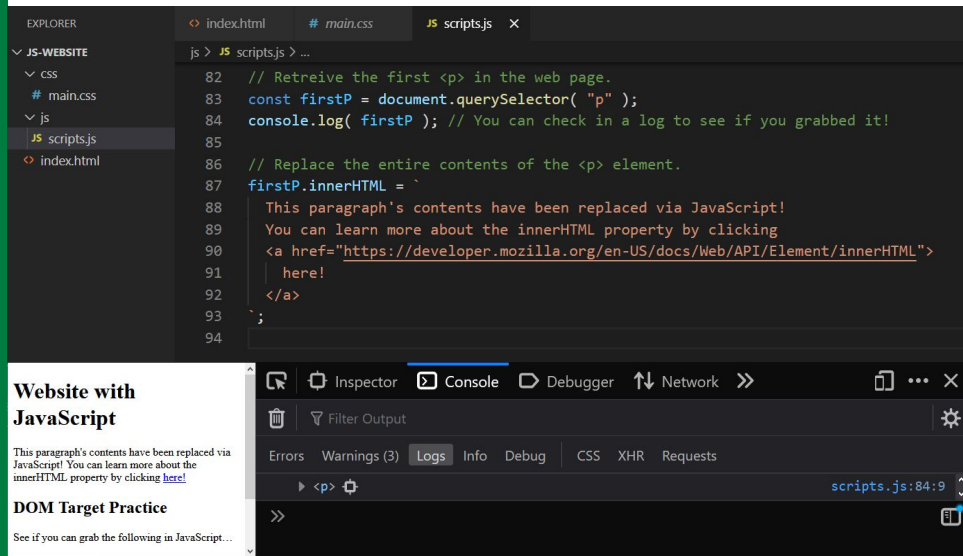 EXPLORER
index.html
# main.css
JS scripts.js
JS-WEBSITE
js > JS scripts.js > ...
css
# main.css
js
JS scripts.js
index.html
82 // Retreive the first <p> in the web page.
83 const firstP = document.querySelector( "p" );
84 console.log( firstP ); // You can check in a log to see if you grabbed it!
85
86 // Replace the entire contents of the <p> element.
87 firstP.innerHTML = `
88 This paragraph's contents have been replaced via JavaScript!
89 You can learn more about the innerHTML property by clicking
90 <a href="https://developer.mozilla.org/en-US/docs/Web/API/Element/innerHTML">
91 here!
92 </a>
93 `;
94
Website with
JavaScript
This paragraph's contents have been replaced via
JavaScript! You can learn more about the
innerHTML property by clicking here!
DOM Target Practice
See if you can grab the following in JavaScript…
Inspector Console Debugger Network
Filter Output
Errors Warnings (3) Logs Info Debug CSS XHR Requests
<p> scripts.js:84:9